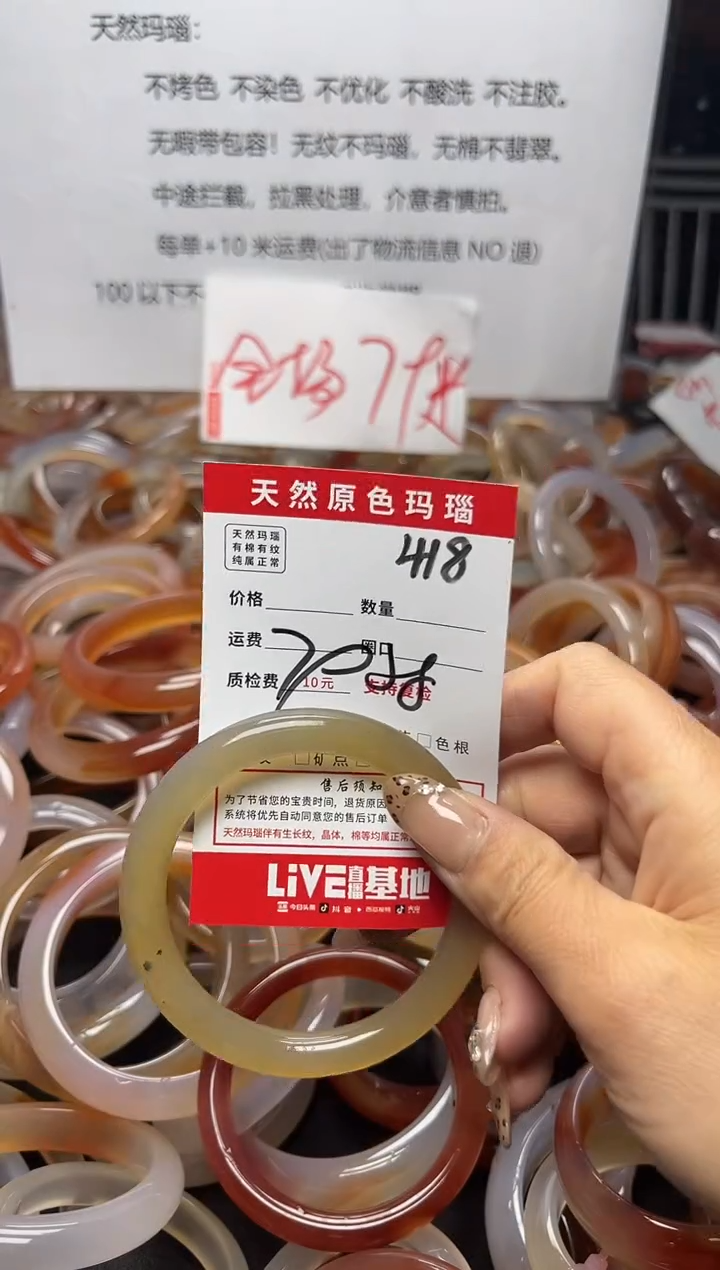 天然玛瑙:
不烤色 不染色 不优化 不酸洗 不注胶。
无暇带包容！无纹不玛瑙，无棉不翡翠。
中途拦截，拉黑处理，介意者慎拍。
每单+10米运费(出了物流信息NO退)
100以下不
全场7折
天然原色玛瑙
天然玛瑙
有棉有纹
纯属正常
418
价格 数量
运费 圈口
质检费 10元 支持复检
色根
矿点
售后须知
为了节省您的宝贵时间，退货原因
系统将优先自动同意您的售后订单
天然玛瑙伴有生长纹，晶体，棉等均属正常
LiVE直播基地
今日头条 抖音